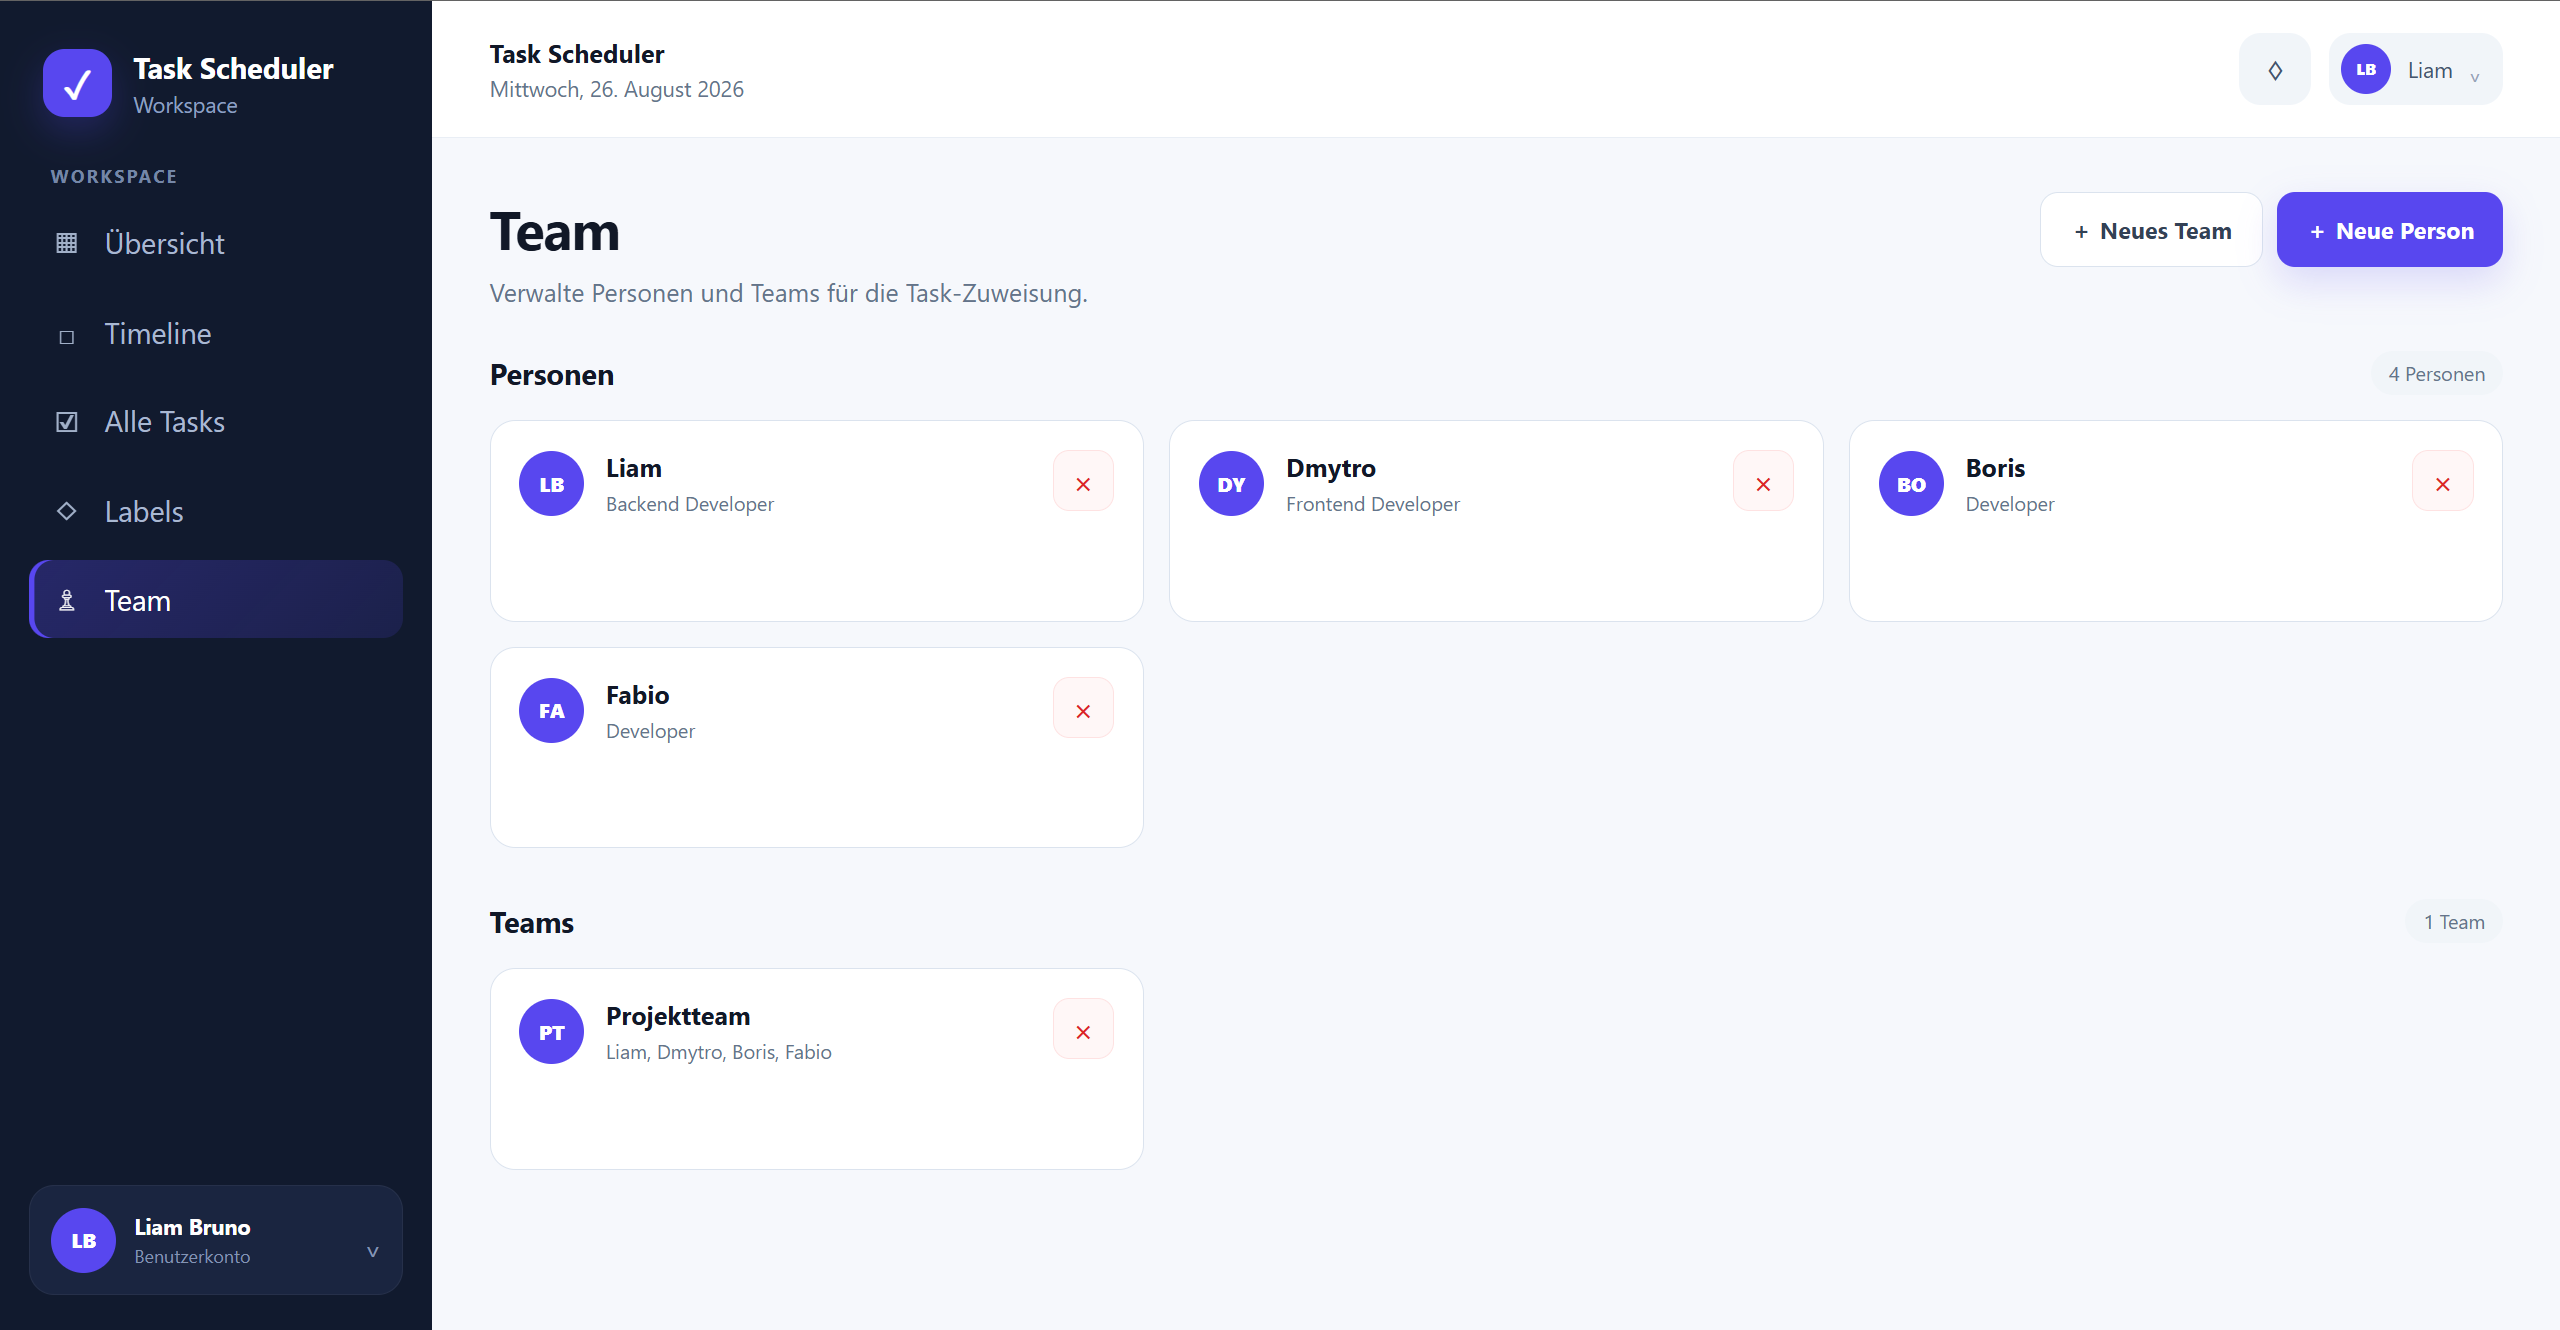 Task Scheduler
Workspace
WORKSPACE
Übersicht
Timeline
Alle Tasks
Labels
Team
LB
Liam Bruno
Benutzerkonto
Task Scheduler
Mittwoch, 26. August 2026
LB Liam
Team
Verwalte Personen und Teams für die Task-Zuweisung.
+ Neues Team
+ Neue Person
Personen
4 Personen
LB
Liam
Backend Developer
×
DY
Dmytro
Frontend Developer
×
BO
Boris
Developer
×
FA
Fabio
Developer
×
Teams
1 Team
PT
Projektteam
Liam, Dmytro, Boris, Fabio
×